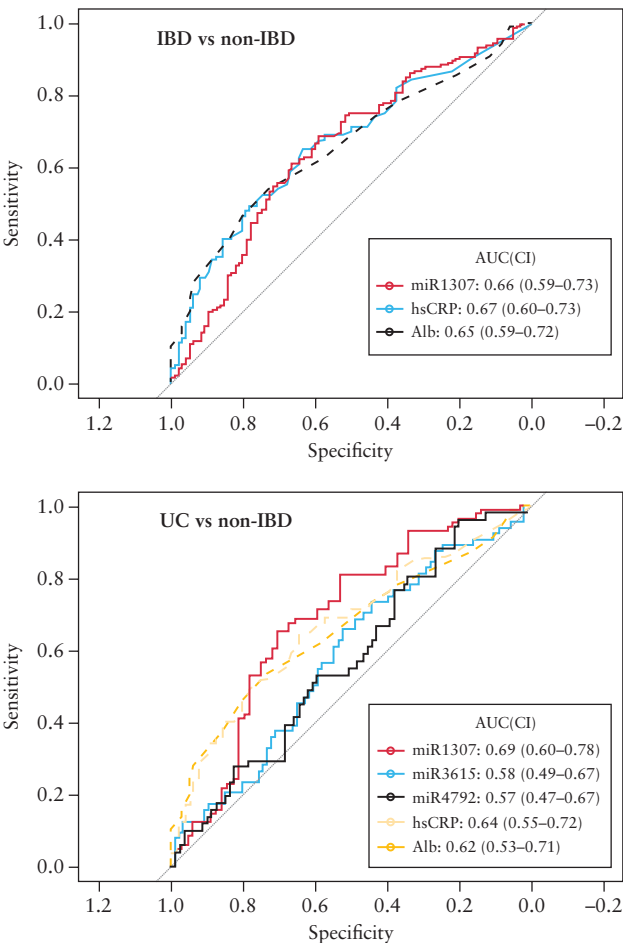 IBD vs non-IBD
Sensitivity
1.0
0.8
0.6
0.4
0.2
0.0
AUC(CI)
miR1307: 0.66 (0.59–0.73)
hsCRP: 0.67 (0.60–0.73)
Alb: 0.65 (0.59–0.72)
1.2 1.0 0.8 0.6 0.4 0.2 0.0 –0.2
Specificity
UC vs non-IBD
Sensitivity
1.0
0.8
0.6
0.4
0.2
0.0
AUC(CI)
miR1307: 0.69 (0.60–0.78)
miR3615: 0.58 (0.49–0.67)
miR4792: 0.57 (0.47–0.67)
hsCRP: 0.64 (0.55–0.72)
Alb: 0.62 (0.53–0.71)
1.2 1.0 0.8 0.6 0.4 0.2 0.0 –0.2
Specificity